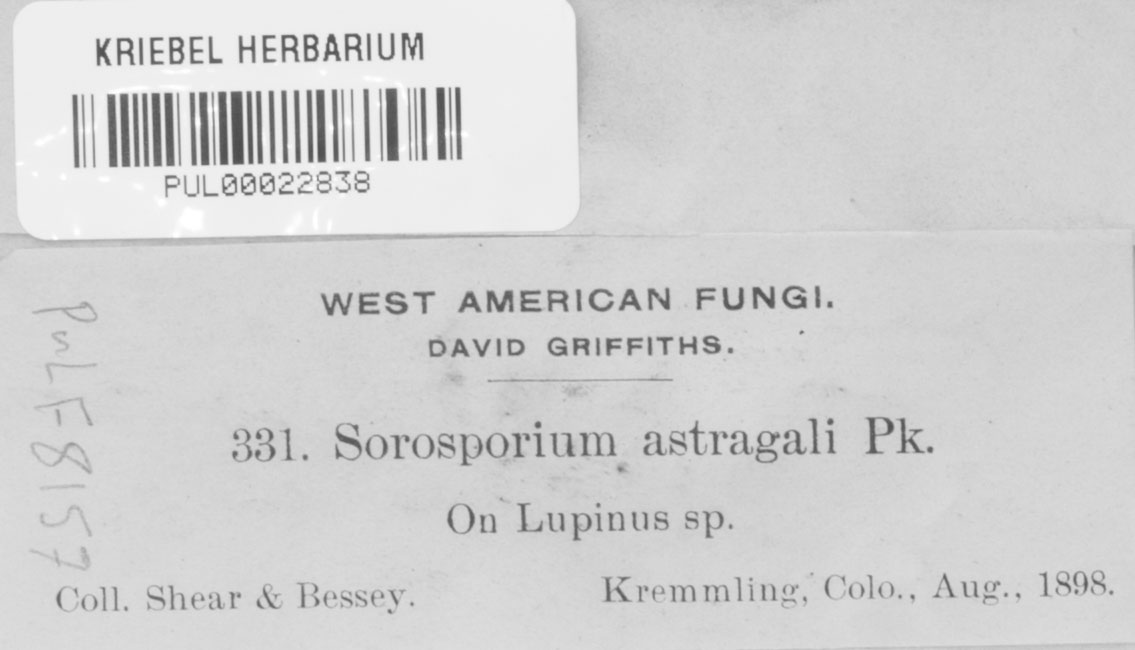 KRIEBEL HERBARIUM
PUL00022838
WEST AMERICAN FUNGI.
DAVID GRIFFITHS.
331. Sorosporium astragali Pk.
On Lupinus sp.
Coll. Shear & Bessey. Kremmling, Colo., Aug., 1898.
PUL F8157